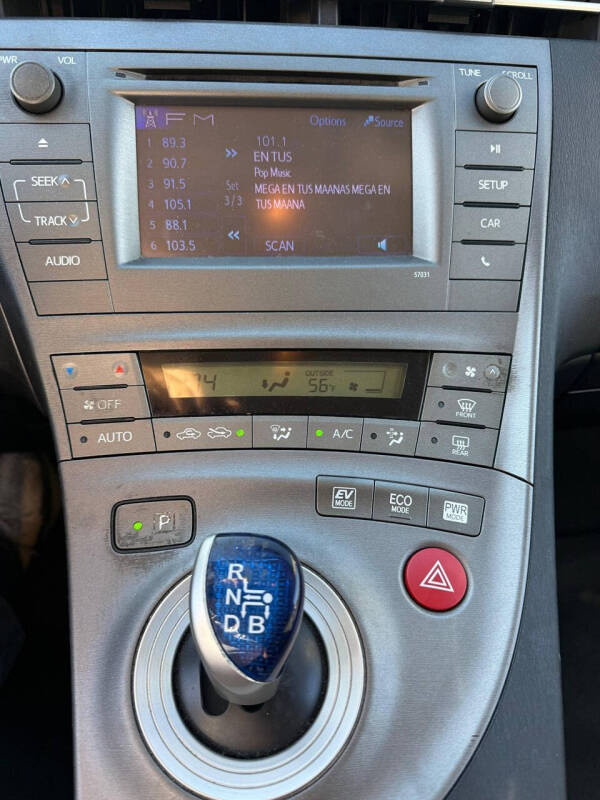 PWR VOL
TUNE SCROLL
FM
Options
Source
1 89.3
101.1
2 90.7
EN TUS
Pop Music
3 91.5
Set
MEGA EN TUS MAANAS MEGA EN
4 105.1
3/3
TUS MAANA
5 88.1
6 103.5
SCAN
SEEK
TRACK
AUDIO
SETUP
CAR
57031
74
OUTSIDE
56°F
OFF
FRONT
AUTO
A/C
REAR
P
EV MODE
ECO MODE
PWR MODE
R
N
D B